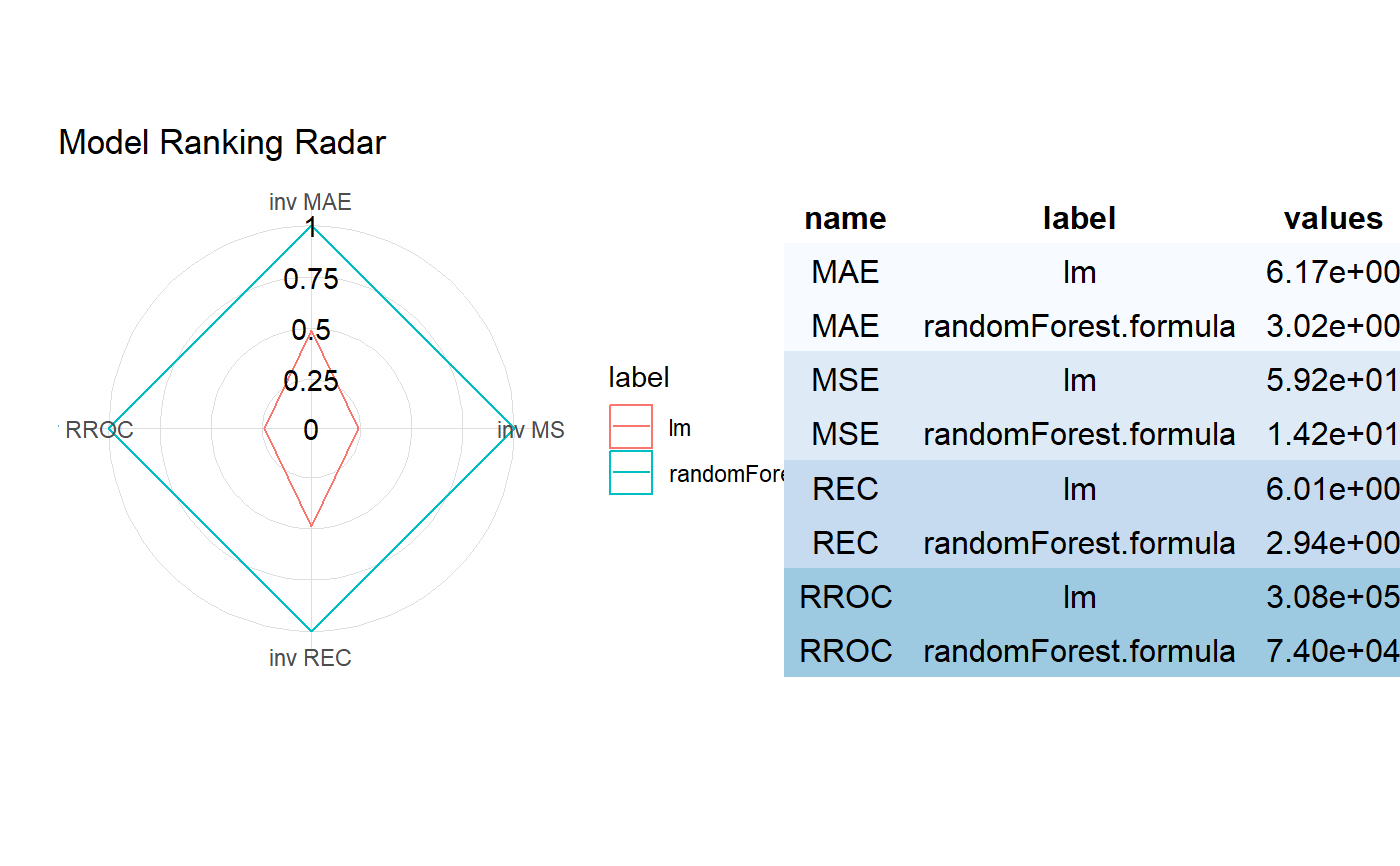 Model Ranking Radar
inv MAE
1
0.75
0.5
0.25
0
RROC
inv MS
inv REC
label
lm
randomFore
name label values
MAE lm 6.17e+00
MAE randomForest.formula 3.02e+00
MSE lm 5.92e+01
MSE randomForest.formula 1.42e+01
REC lm 6.01e+00
REC randomForest.formula 2.94e+00
RROC lm 3.08e+05
RROC randomForest.formula 7.40e+04